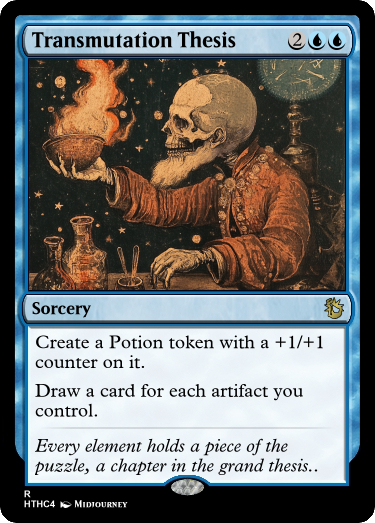 Transmutation Thesis 2
Sorcery
Create a Potion token with a +1/+1
counter on it.
Draw a card for each artifact you
control.
Every element holds a piece of the
puzzle, a chapter in the grand thesis..
R
HTHC4 Midjourney